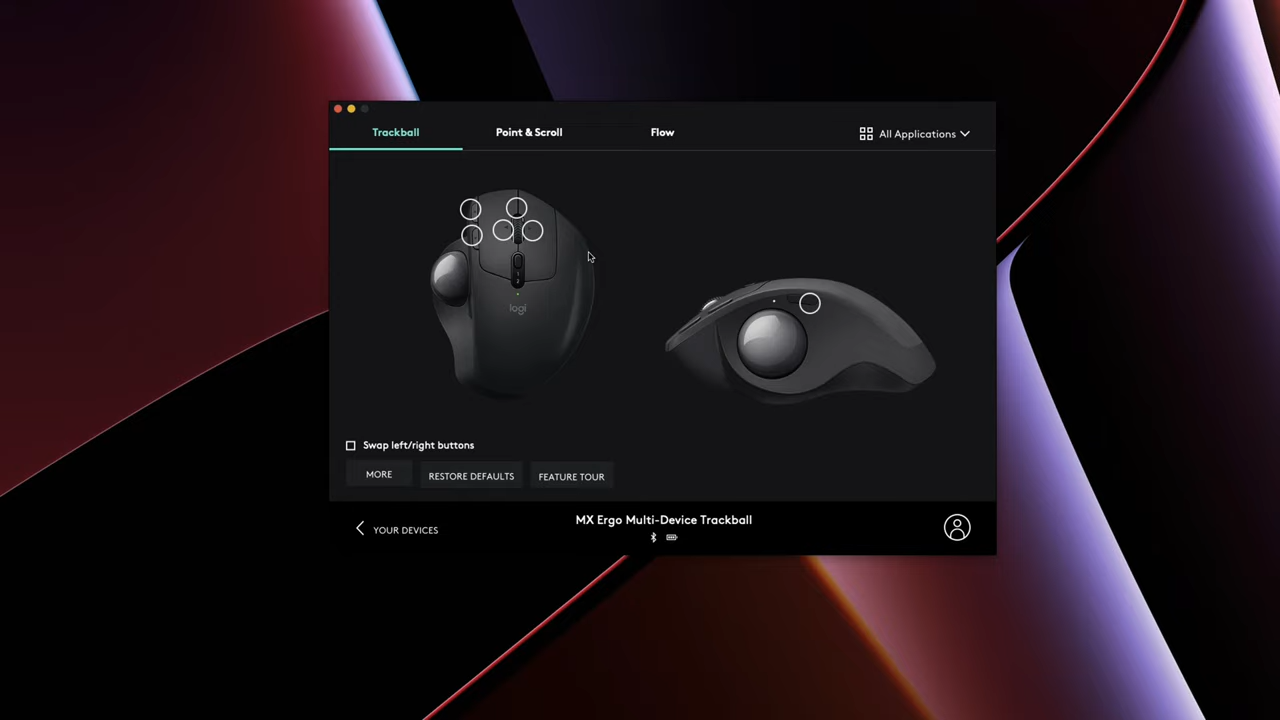 Trackball
Point & Scroll
Flow
All Applications
logi
Swap left/right buttons
MORE
RESTORE DEFAULTS
FEATURE TOUR
YOUR DEVICES
MX Ergo Multi-Device Trackball